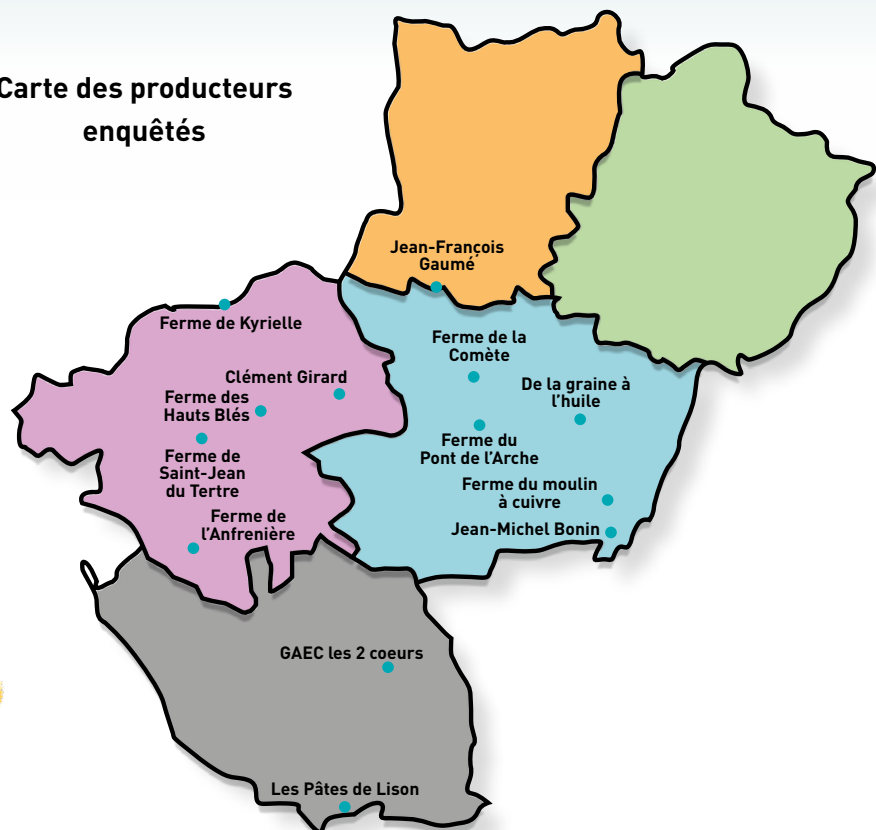 Carte des producteurs
enquêtés
Jean-François
Gaumé
Ferme de Kyrielle
Ferme de la
Comète
Clément Girard
De la graine à
l'huile
Ferme des
Hauts Blés
Ferme du
Pont de l'Arche
Ferme de
Saint-Jean
du Tertre
Ferme du moulin
à cuivre
Ferme de
l'Anfrenière
Jean-Michel Bonin
GAEC les 2 coeurs
Les Pâtes de Lison